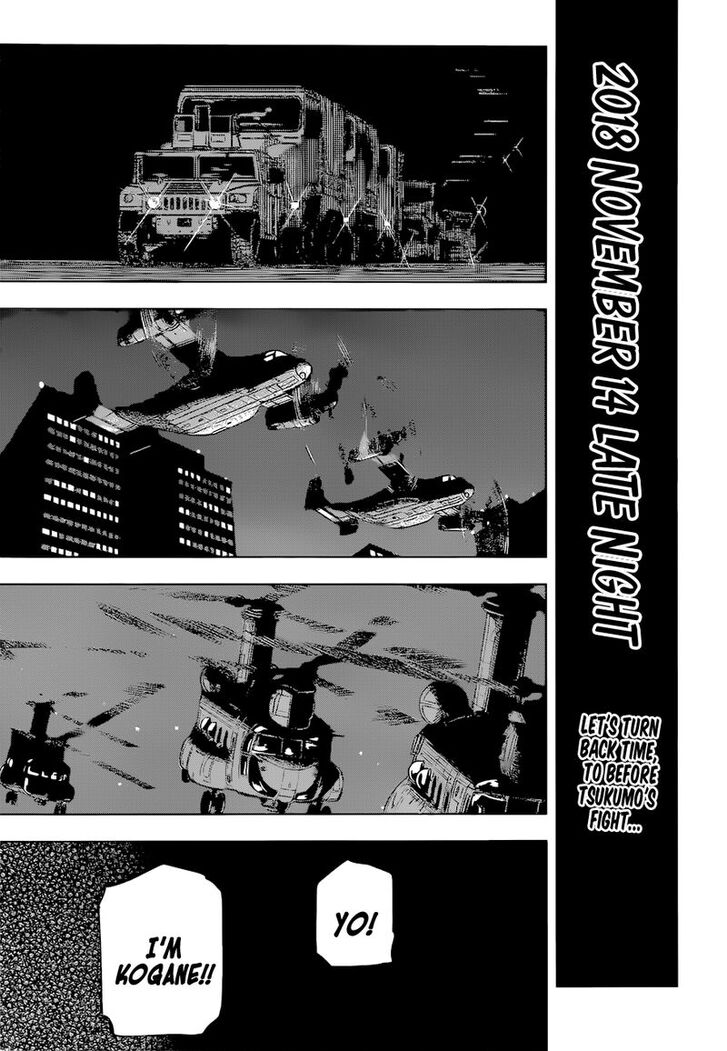 2018 NOVEMBER 14 LATE NIGHT
LET'S TURN
BACK TIME,
TO BEFORE
TSUKUMO'S
FIGHT...
YO!
I'M
KOGANE!!